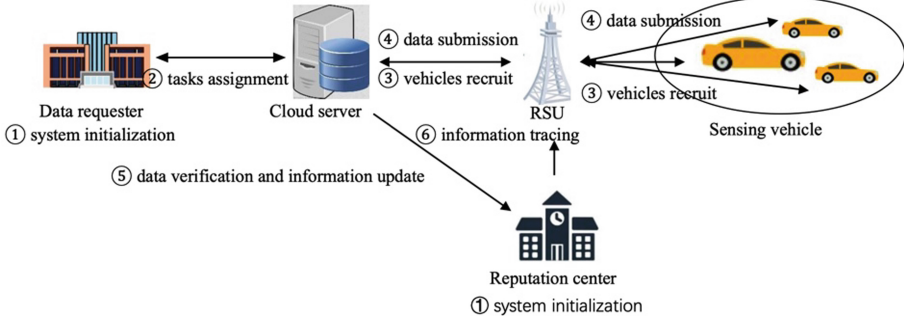 ④ data submission
④ data submission
② tasks assignment
③ vehicles recruit
③ vehicles recruit
Data requester
Cloud server
RSU
① system initialization
⑥ information tracing
Sensing vehicle
⑤ data verification and information update
Reputation center
① system initialization